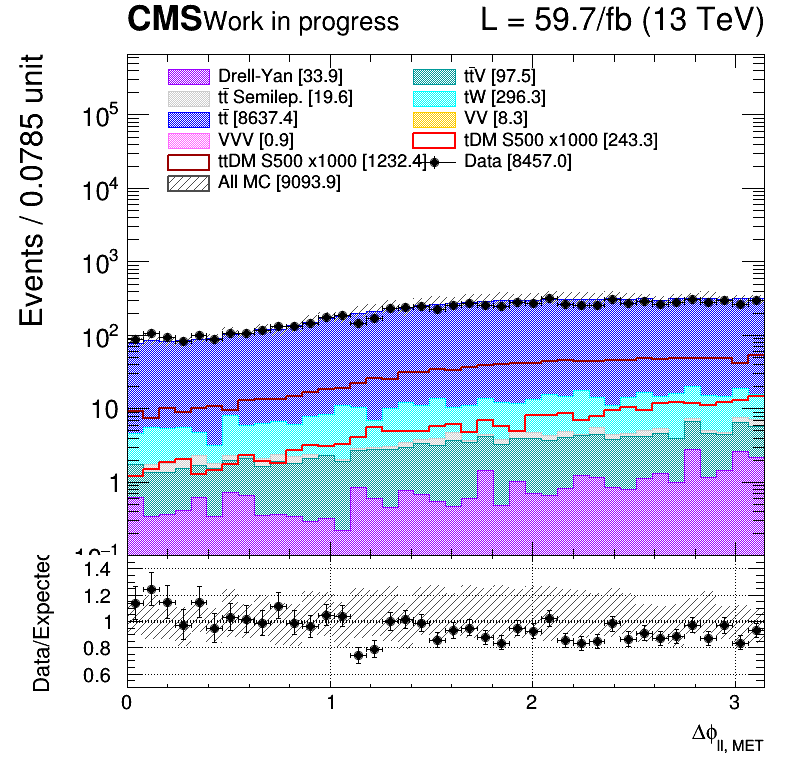 CMS Work in progress L = 59.7/fb (13 TeV)
Events / 0.0785 unit
Drell-Yan [33.9] tt̄V [97.5]
tt̄ Semilep. [19.6] tW [296.3]
tt̄ [8637.4] VV [8.3]
VVV [0.9] tDM S500 x1000 [243.3]
ttDM S500 x1000 [1232.4] Data [8457.0]
All MC [9093.9]
10⁵
10⁴
10³
10²
10
1
10⁻¹
Data/Expected
1.4
1.2
1
0.8
0.6
0 1 2 3
Δϕ_ll, MET